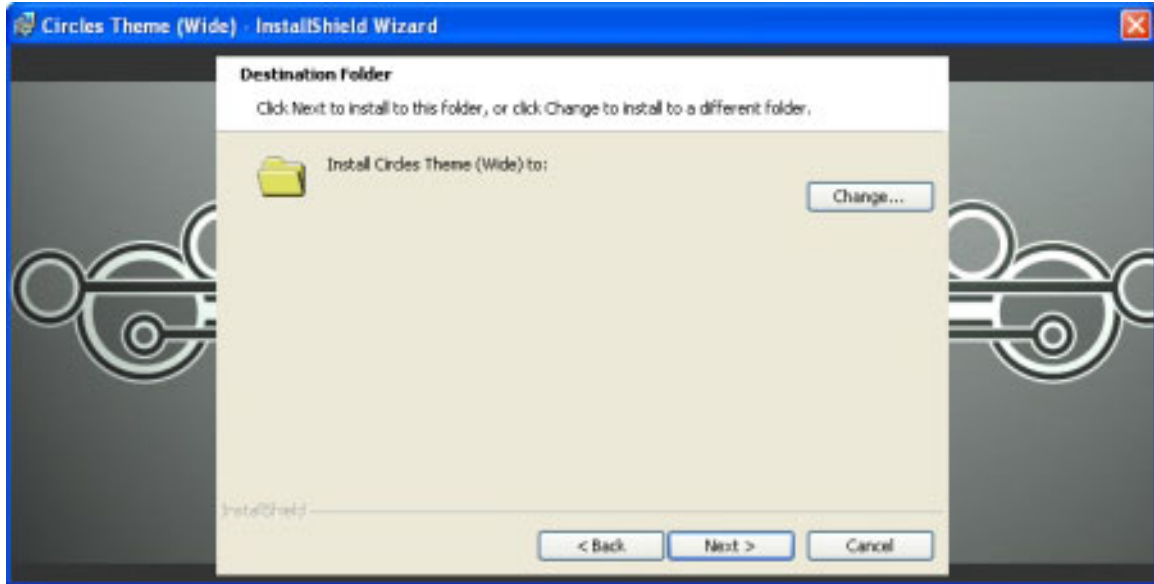 Circles Theme (Wide) - InstallShield Wizard
Destination Folder
Click Next to install to this folder, or click Change to install to a different folder.
Install Circles Theme (Wide) to:
Change...
InstallShield
< Back
Next >
Cancel